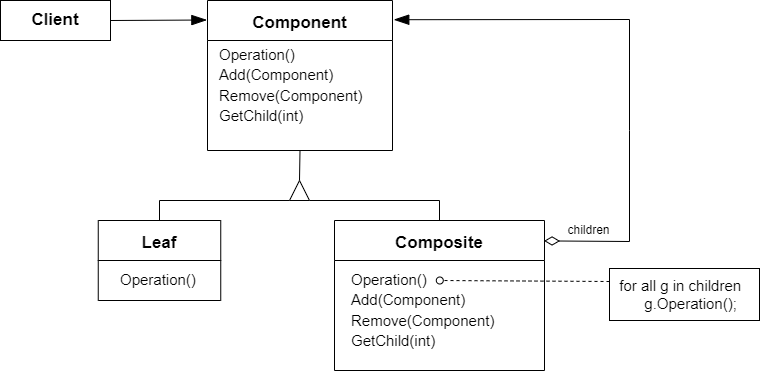 Client
Component
Operation()
Add(Component)
Remove(Component)
GetChild(int)
children
Leaf
Operation()
Composite
Operation()
Add(Component)
Remove(Component)
GetChild(int)
for all g in children
g.Operation();